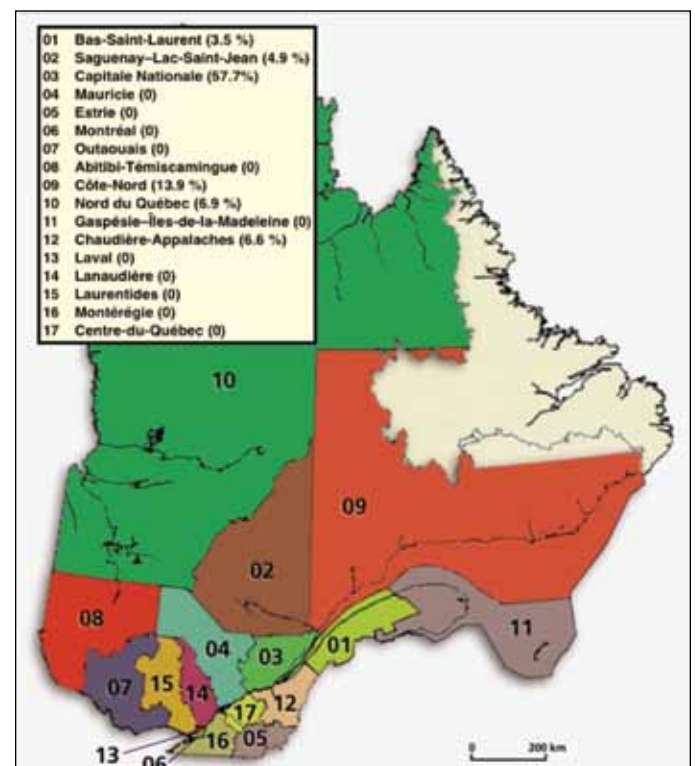 01 Bas-Saint-Laurent (3.5 %)
02 Saguenay–Lac-Saint-Jean (4.9 %)
03 Capitale Nationale (57.7%)
04 Mauricie (0)
05 Estrie (0)
06 Montréal (0)
07 Outaouais (0)
08 Abitibi-Témiscamingue (0)
09 Côte-Nord (13.9 %)
10 Nord du Québec (6.9 %)
11 Gaspésie–Îles-de-la-Madeleine (0)
12 Chaudière-Appalaches (6.6 %)
13 Laval (0)
14 Lanaudière (0)
15 Laurentides (0)
16 Montérégie (0)
17 Centre-du-Québec (0)
10
09
02
08
04
03
01
11
07
15
14
12
17
16
05
13
06
0 200 km